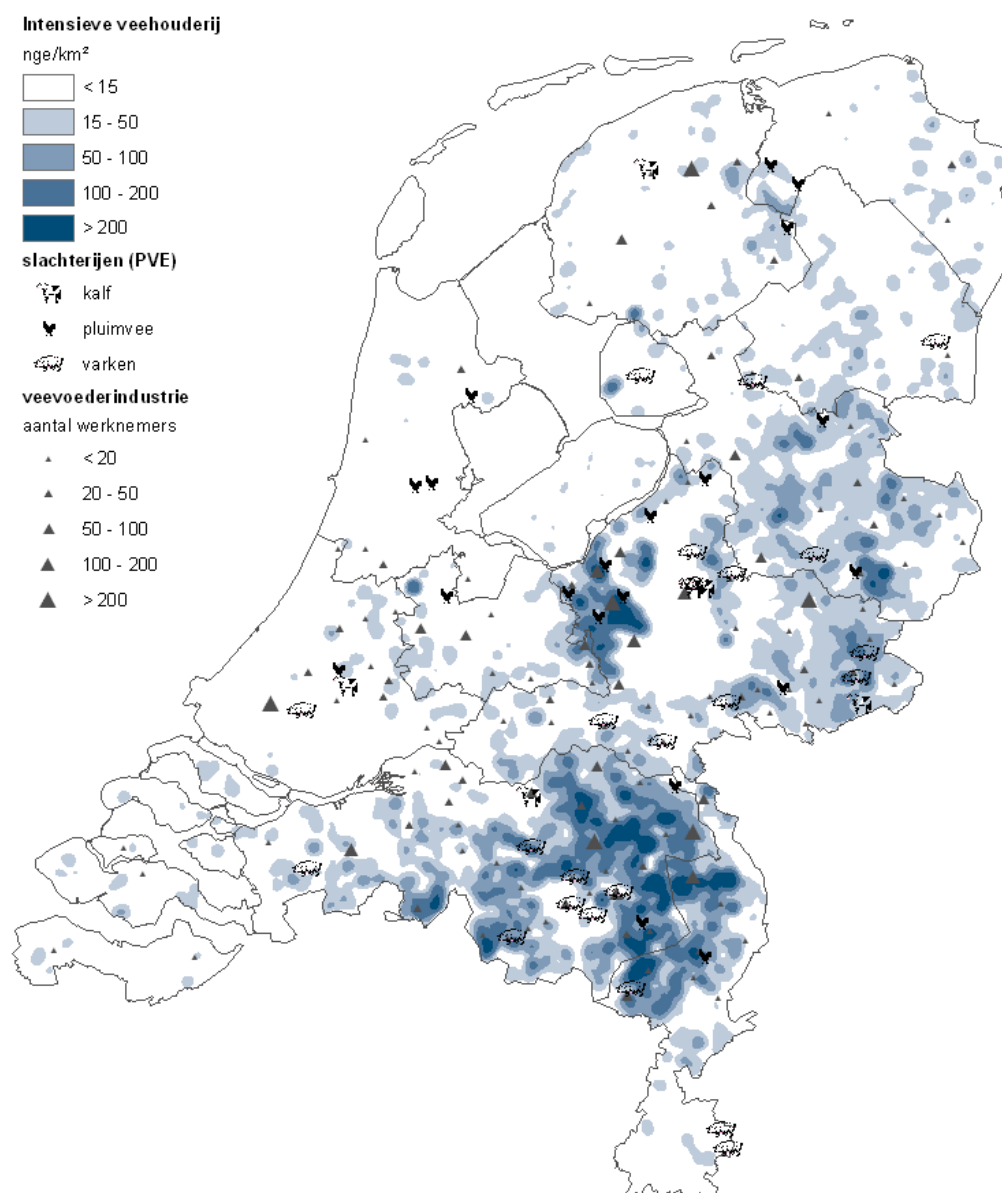 Intensieve veehouderij
nge/km²
< 15
15 - 50
50 - 100
100 - 200
> 200
slachterijen (PVE)
kalf
pluimvee
varken
veevoederindustrie
aantal werknemers
< 20
20 - 50
50 - 100
100 - 200
> 200